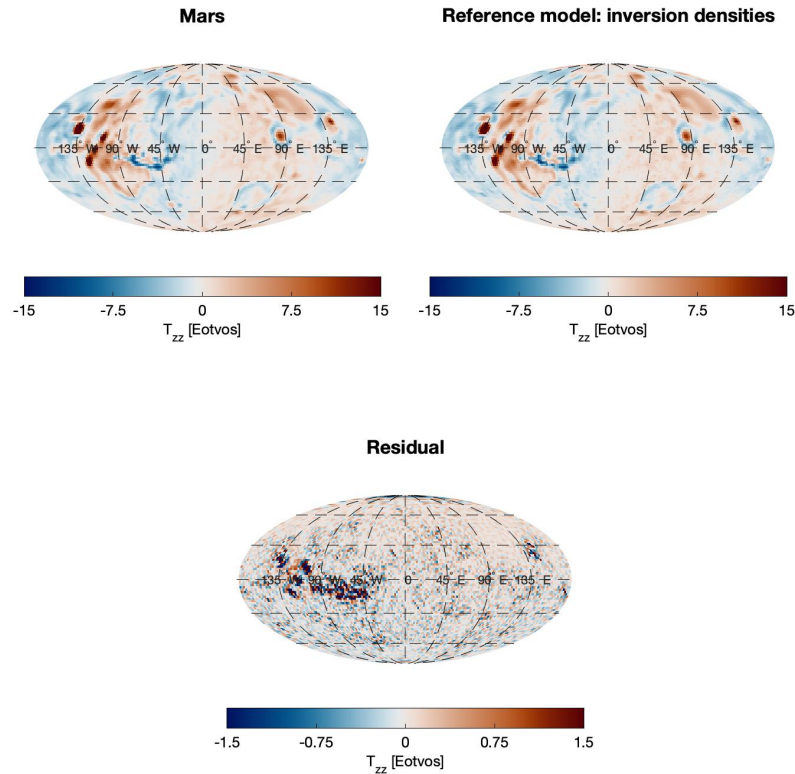 Mars
Reference model: inversion densities
135° W 90° W 45° W 0° 45° E 90° E 135° E
135° W 90° W 45° W 0° 45° E 90° E 135° E
-15 -7.5 0 7.5 15
-15 -7.5 0 7.5 15
T_zz [Eotvos]
T_zz [Eotvos]
Residual
135° W 90° W 45° W 0° 45° E 90° E 135° E
-1.5 -0.75 0 0.75 1.5
T_zz [Eotvos]